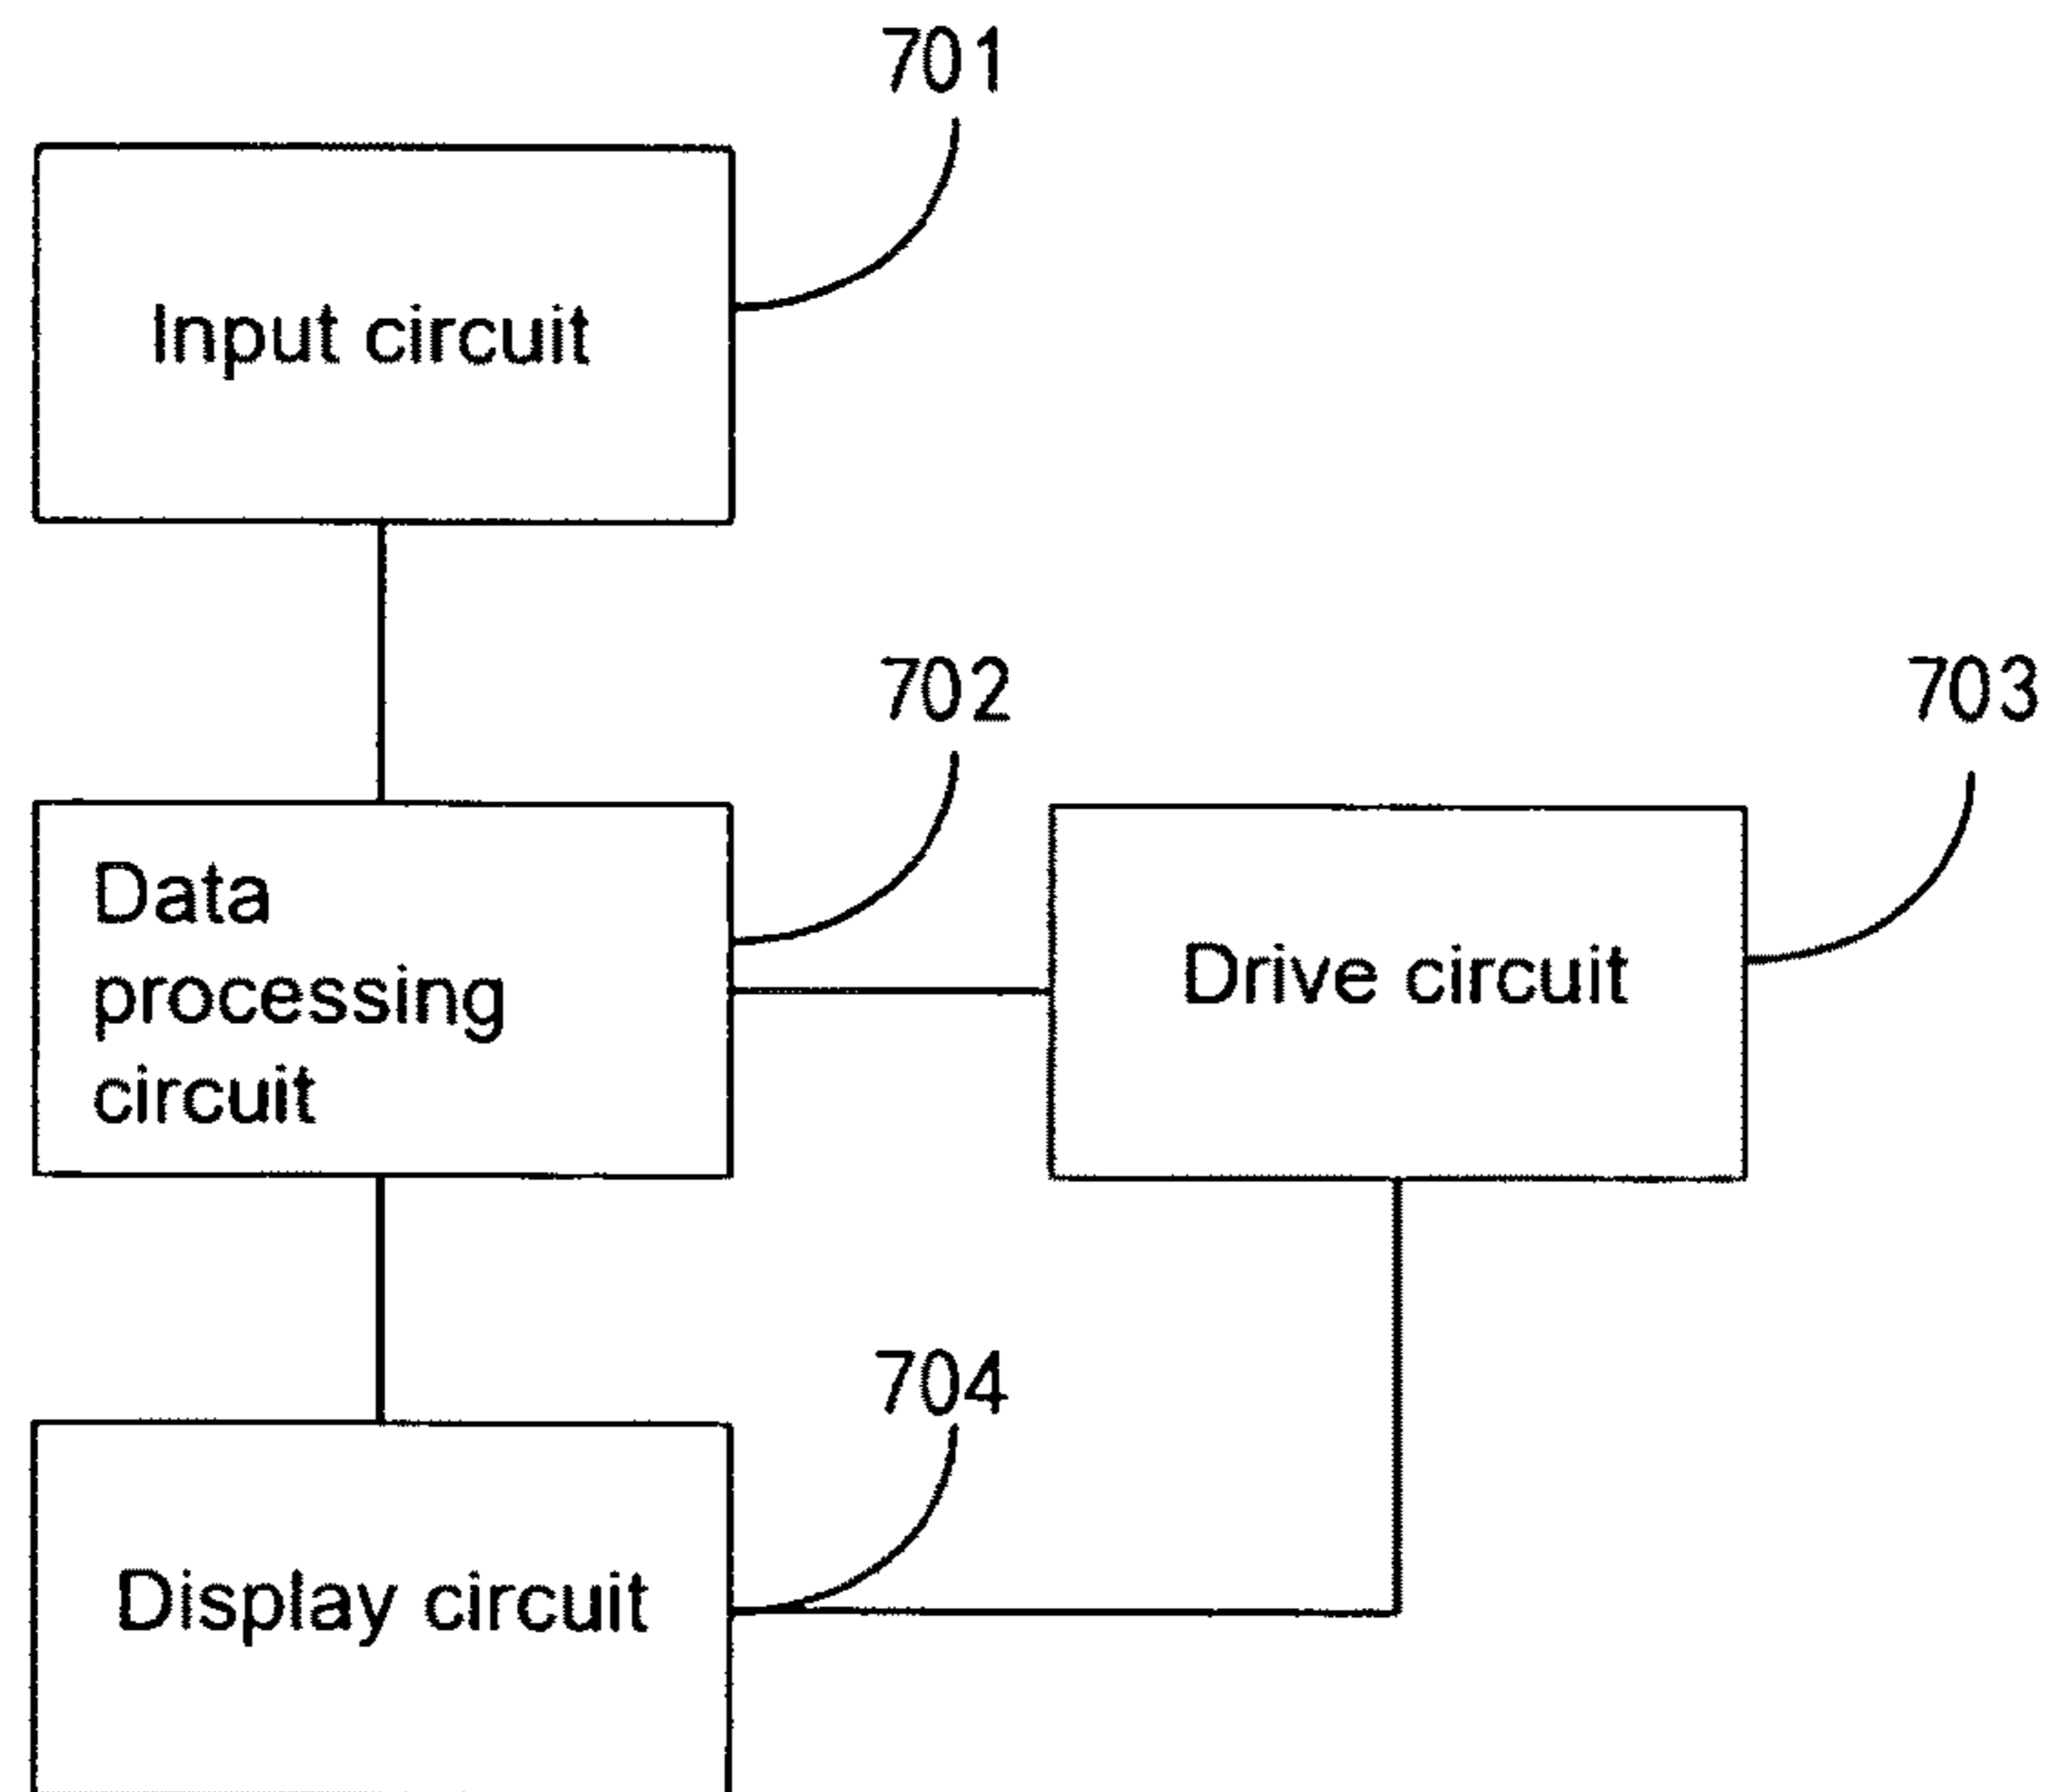 701
Input circuit
702
703
Data
processing
circuit
Drive circuit
704
Display circuit